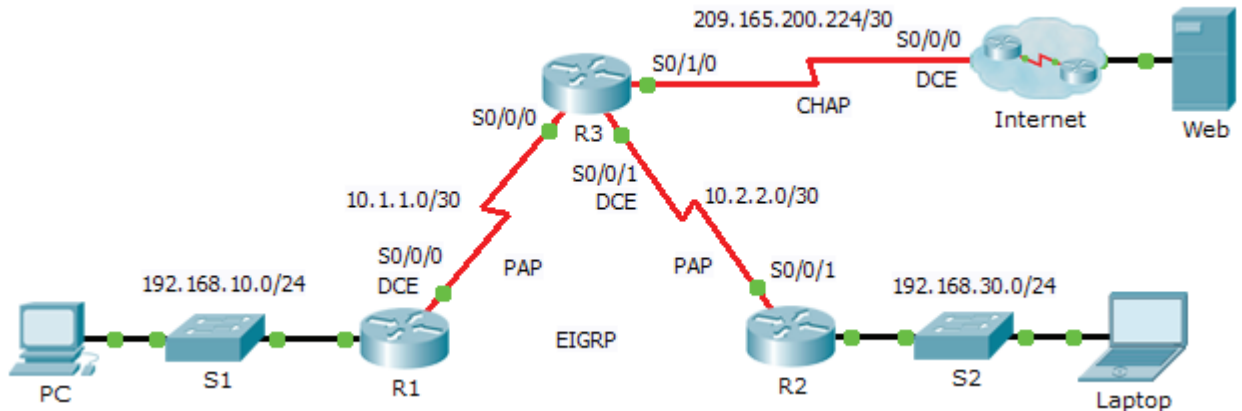 209.165.200.224/30
S0/0/0
S0/1/0
DCE
CHAP
Internet
Web
S0/0/0
R3
S0/0/1
DCE
10.1.1.0/30
10.2.2.0/30
S0/0/0
DCE
PAP
PAP
S0/0/1
192.168.10.0/24
192.168.30.0/24
EIGRP
PC
S1
R1
R2
S2
Laptop